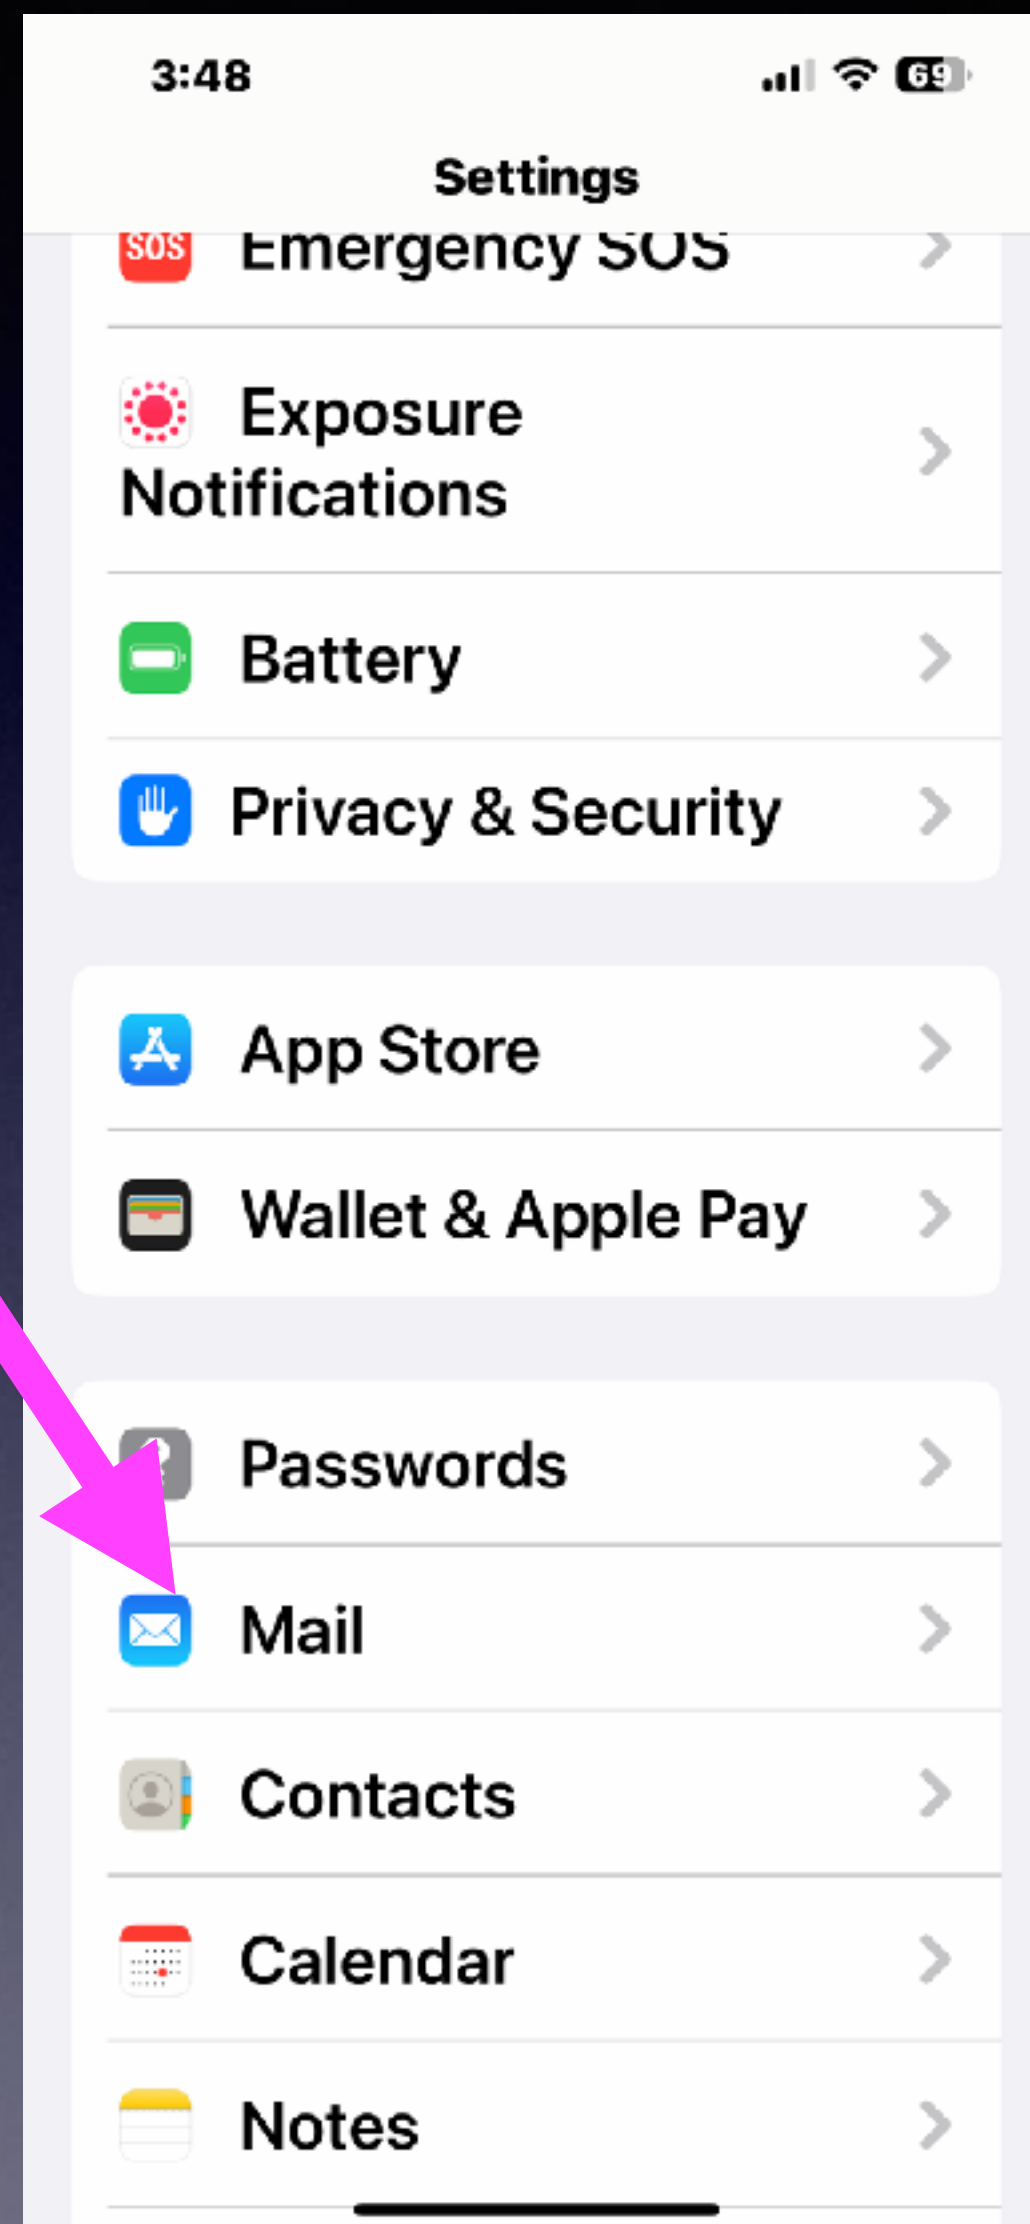 3:48
69
Settings
SOS
Emergency SOS
Exposure
Notifications
Battery
Privacy & Security
App Store
Wallet & Apple Pay
Passwords
Mail
Contacts
Calendar
Notes